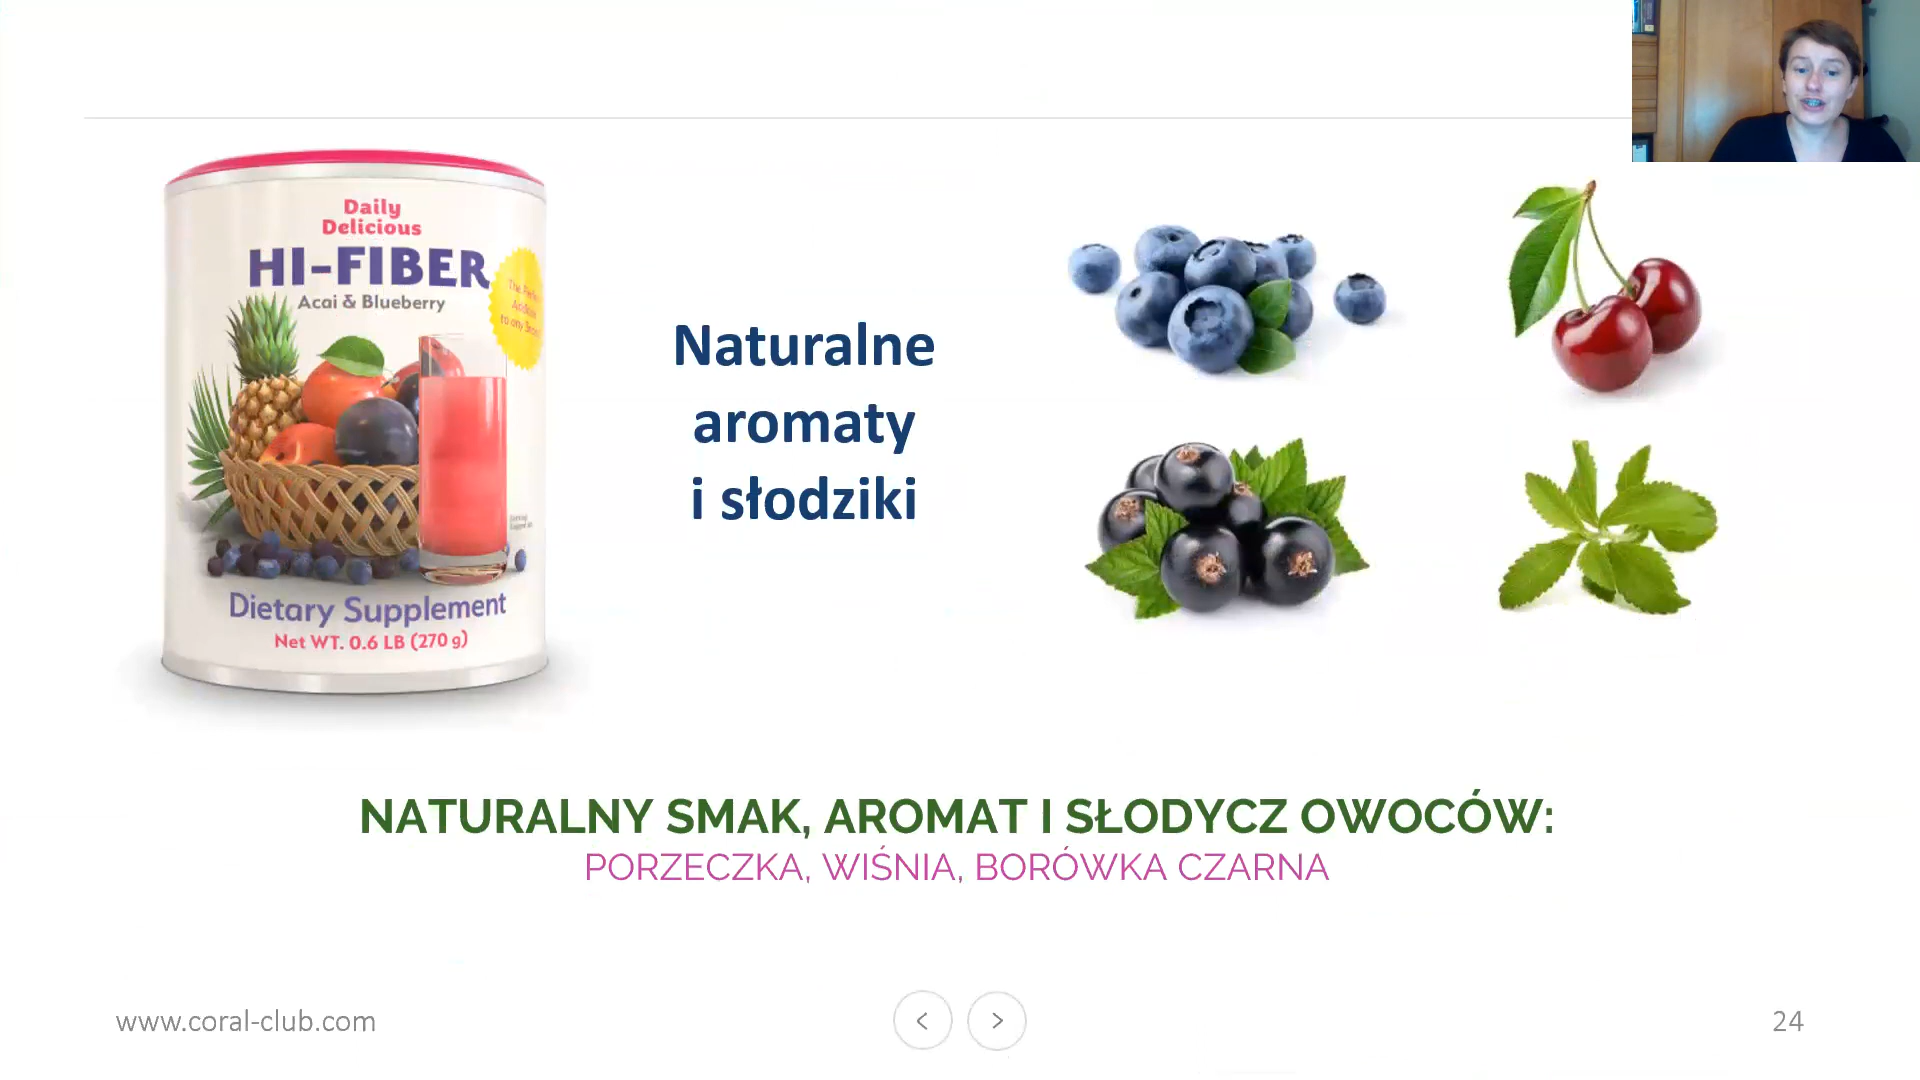 Daily
Delicious
HI-FIBER
Acai & Blueberry
Dietary Supplement
Net WT. 0.6 LB (270 g)
Naturalne
aromaty
i słodziki
NATURALNY SMAK, AROMAT I SŁODYCZ OWOCÓW:
PORZECZKA, WIŚNIA, BORÓWKA CZARNA
www.coral-club.com
24